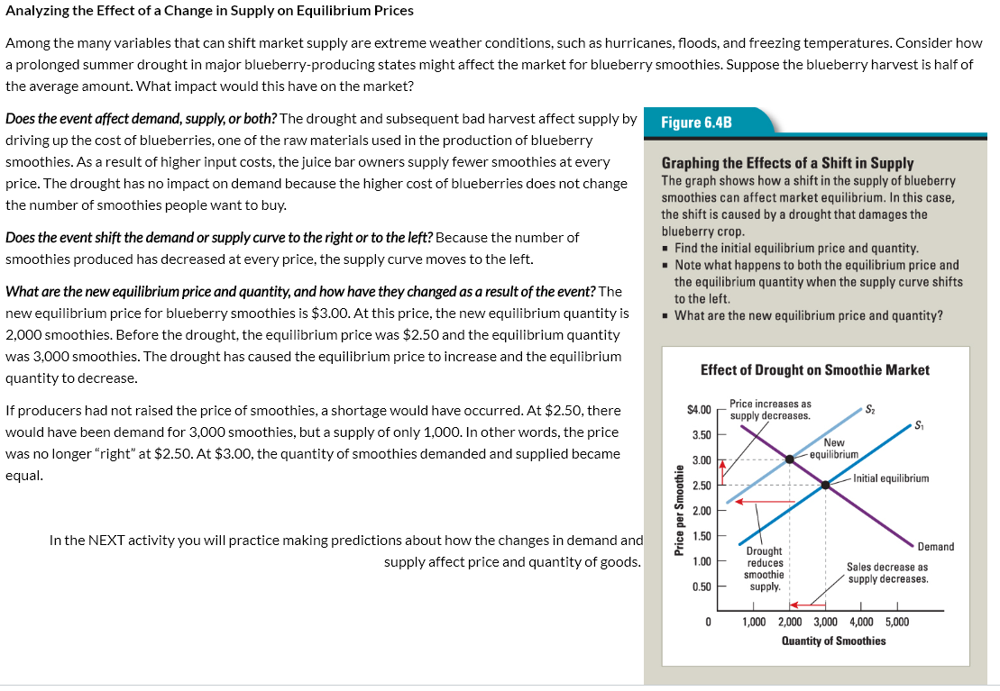 Analyzing the Effect of a Change in Supply on Equilibrium Prices
Among the many variables that can shift market supply are extreme weather conditions, such as hurricanes, floods, and freezing temperatures. Consider how
a prolonged summer drought in major blueberry-producing states might affect the market for blueberry smoothies. Suppose the blueberry harvest is half of
the average amount. What impact would this have on the market?
Does the event affect demand, supply, or both? The drought and subsequent bad harvest affect supply by
driving up the cost of blueberries, one of the raw materials used in the production of blueberry
smoothies. As a result of higher input costs, the juice bar owners supply fewer smoothies at every
price. The drought has no impact on demand because the higher cost of blueberries does not change
the number of smoothies people want to buy.
Does the event shift the demand or supply curve to the right or to the left? Because the number of
smoothies produced has decreased at every price, the supply curve moves to the left.
What are the new equilibrium price and quantity, and how have they changed as a result of the event? The
new equilibrium price for blueberry smoothies is $3.00. At this price, the new equilibrium quantity is
2,000 smoothies. Before the drought, the equilibrium price was $2.50 and the equilibrium quantity
was 3,000 smoothies. The drought has caused the equilibrium price to increase and the equilibrium
quantity to decrease.
If producers had not raised the price of smoothies, a shortage would have occurred. At $2.50, there
would have been demand for 3,000 smoothies, but a supply of only 1,000. In other words, the price
was no longer “right” at $2.50. At $3.00, the quantity of smoothies demanded and supplied became
equal.
In the NEXT activity you will practice making predictions about how the changes in demand and
supply affect price and quantity of goods.
Figure 6.4B
Graphing the Effects of a Shift in Supply
The graph shows how a shift in the supply of blueberry
smoothies can affect market equilibrium. In this case,
the shift is caused by a drought that damages the
blueberry crop.
▪ Find the initial equilibrium price and quantity.
▪ Note what happens to both the equilibrium price and
the equilibrium quantity when the supply curve shifts
to the left.
▪ What are the new equilibrium price and quantity?
Effect of Drought on Smoothie Market
Price per Smoothie
$4.00
3.50
3.00
2.50
2.00
1.50
1.00
0.50
0
Price increases as
supply decreases.
S₂
S₁
New
equilibrium
Initial equilibrium
Demand
Drought
reduces
smoothie
supply.
Sales decrease as
supply decreases.
1,000 2,000 3,000 4,000 5,000
Quantity of Smoothies